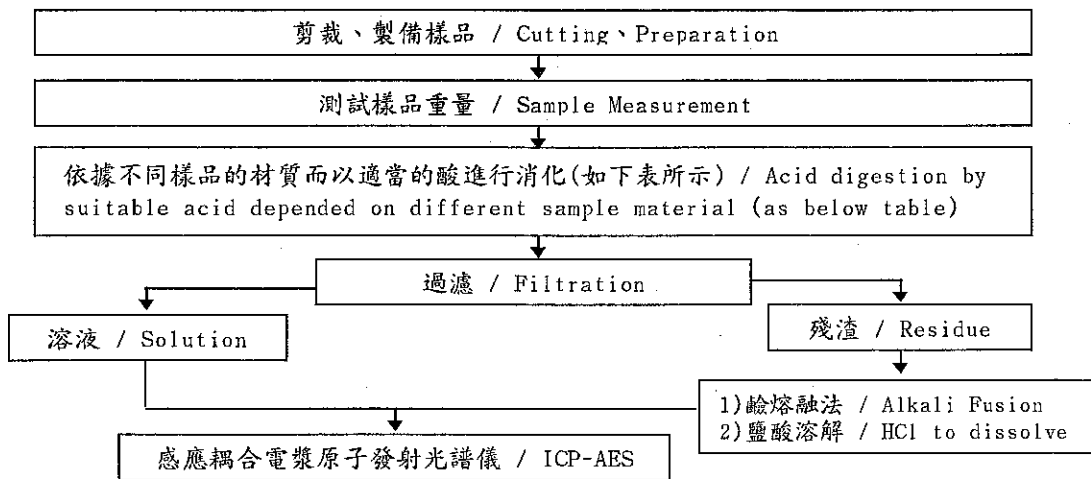 剪裁、製備樣品 / Cutting、Preparation
測試樣品重量 / Sample Measurement
依據不同樣品的材質而以適當的酸進行消化(如下表所示) / Acid digestion by
suitable acid depended on different sample material (as below table)
過濾 / Filtration
溶液 / Solution
殘渣 / Residue
1)鹼熔融法 / Alkali Fusion
2)鹽酸溶解 / HCl to dissolve
感應耦合電漿原子發射光譜儀 / ICP-AES